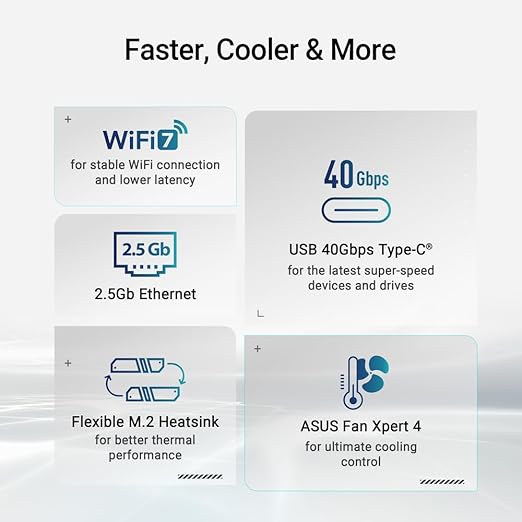 Faster, Cooler & More
WiFi 7
for stable WiFi connection
and lower latency
40Gbps
USB 40Gbps Type-C®
for the latest super-speed
devices and drives
2.5 Gb
2.5Gb Ethernet
Flexible M.2 Heatsink
for better thermal
performance
ASUS Fan Xpert 4
for ultimate cooling
control